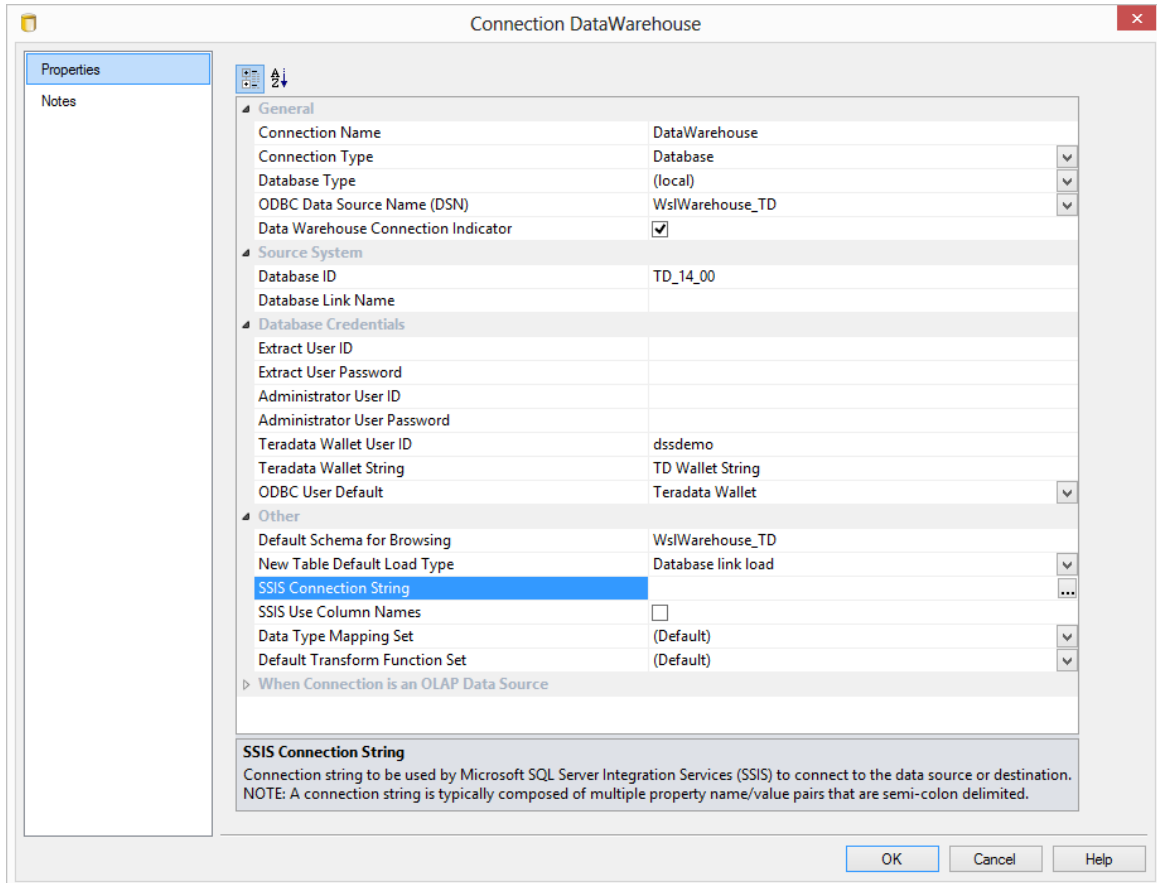 Connection DataWarehouse
Properties
Notes
General
Connection Name DataWarehouse
Connection Type Database
Database Type (local)
ODBC Data Source Name (DSN) WslWarehouse_TD
Data Warehouse Connection Indicator
Source System
Database ID TD_14_00
Database Link Name
Database Credentials
Extract User ID
Extract User Password
Administrator User ID
Administrator User Password
Teradata Wallet User ID dssdemo
Teradata Wallet String TD Wallet String
ODBC User Default Teradata Wallet
Other
Default Schema for Browsing WslWarehouse_TD
New Table Default Load Type Database link load
SSIS Connection String ...
SSIS Use Column Names
Data Type Mapping Set (Default)
Default Transform Function Set (Default)
When Connection is an OLAP Data Source
SSIS Connection String
Connection string to be used by Microsoft SQL Server Integration Services (SSIS) to connect to the data source or destination.
NOTE: A connection string is typically composed of multiple property name/value pairs that are semi-colon delimited.
OK Cancel Help